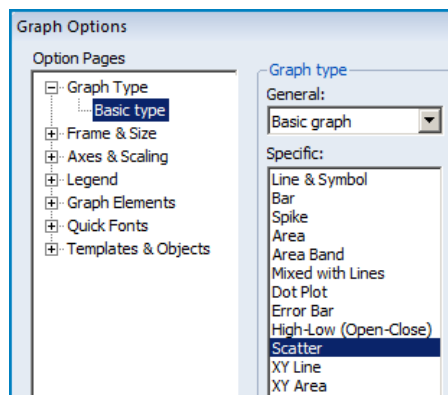 Graph Options
Option Pages
Graph Type
Basic type
Frame & Size
Axes & Scaling
Legend
Graph Elements
Quick Fonts
Templates & Objects
Graph type
General:
Basic graph
Specific:
Line & Symbol
Bar
Spike
Area
Area Band
Mixed with Lines
Dot Plot
Error Bar
High-Low (Open-Close)
Scatter
XY Line
XY Area